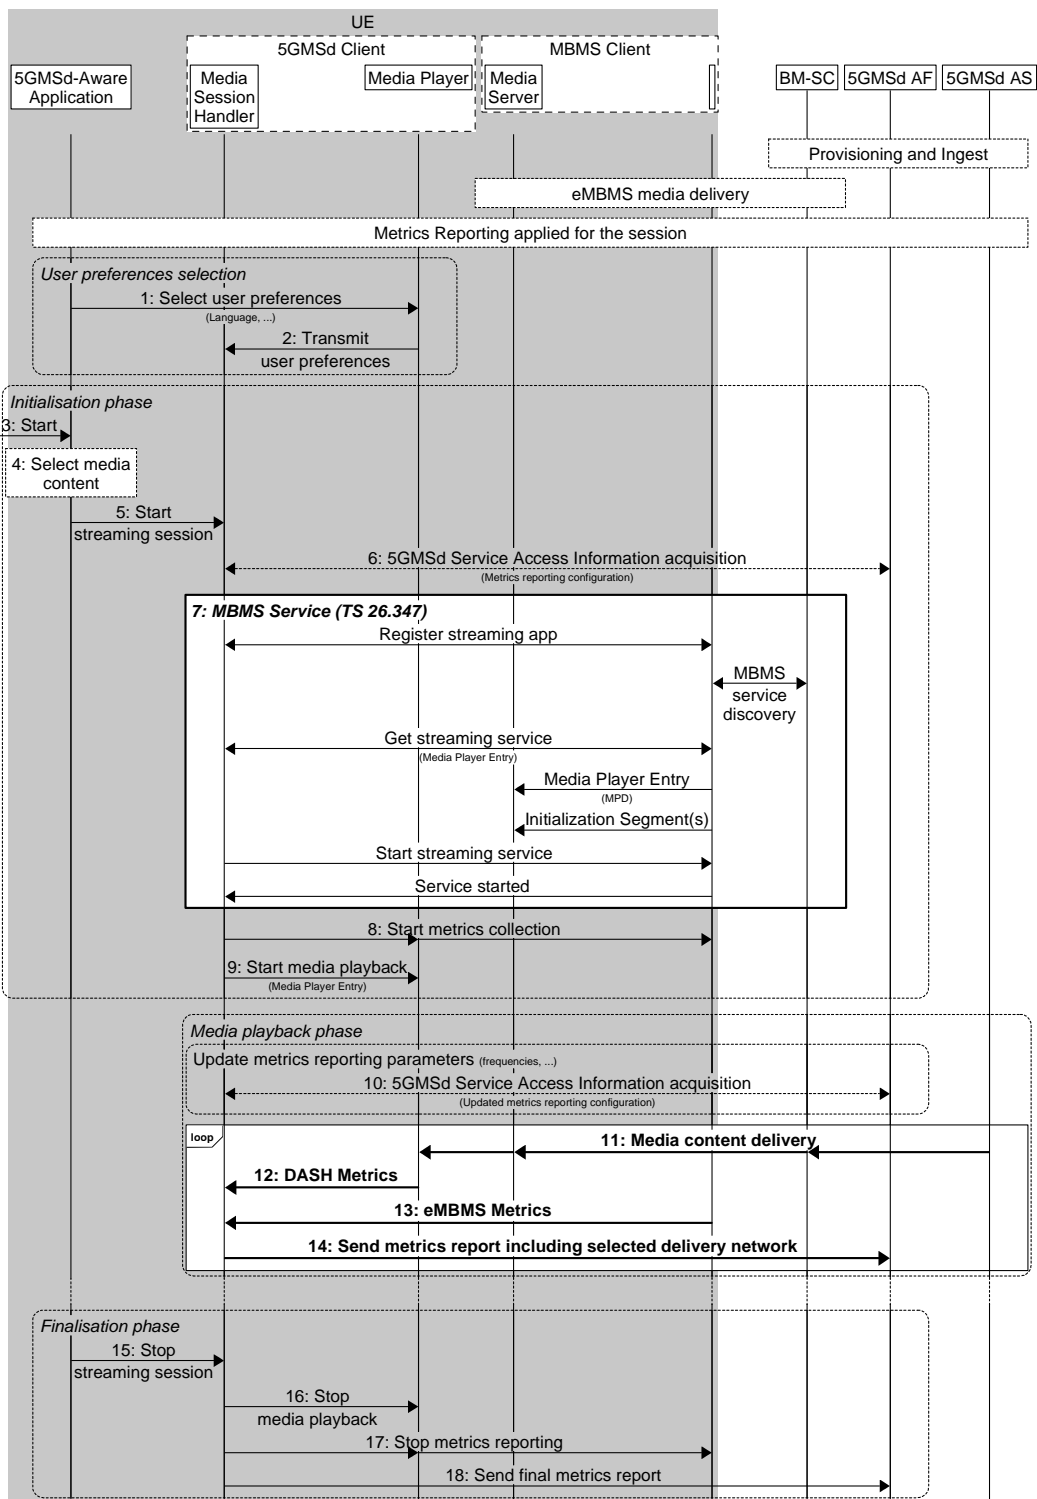 UE
5GMSd Client
MBMS Client
5GMSd-Aware
Application
Media
Session
Handler
Media Player
Media
Server
BM-SC
5GMSd AF
5GMSd AS
Provisioning and Ingest
eMBMS media delivery
Metrics Reporting applied for the session
User preferences selection
1: Select user preferences
(Language, ...)
2: Transmit
user preferences
Initialisation phase
3: Start
4: Select media
content
5: Start
streaming session
6: 5GMSd Service Access Information acquisition
(Metrics reporting configuration)
7: MBMS Service (TS 26.347)
Register streaming app
MBMS
service
discovery
Get streaming service
(Media Player Entry)
Media Player Entry
(MPD)
Initialization Segment(s)
Start streaming service
Service started
8: Start metrics collection
9: Start media playback
(Media Player Entry)
Media playback phase
Update metrics reporting parameters (frequencies, ...)
10: 5GMSd Service Access Information acquisition
(Updated metrics reporting configuration)
loop
11: Media content delivery
12: DASH Metrics
13: eMBMS Metrics
14: Send metrics report including selected delivery network
Finalisation phase
15: Stop
streaming session
16: Stop
media playback
17: Stop metrics reporting
18: Send final metrics report